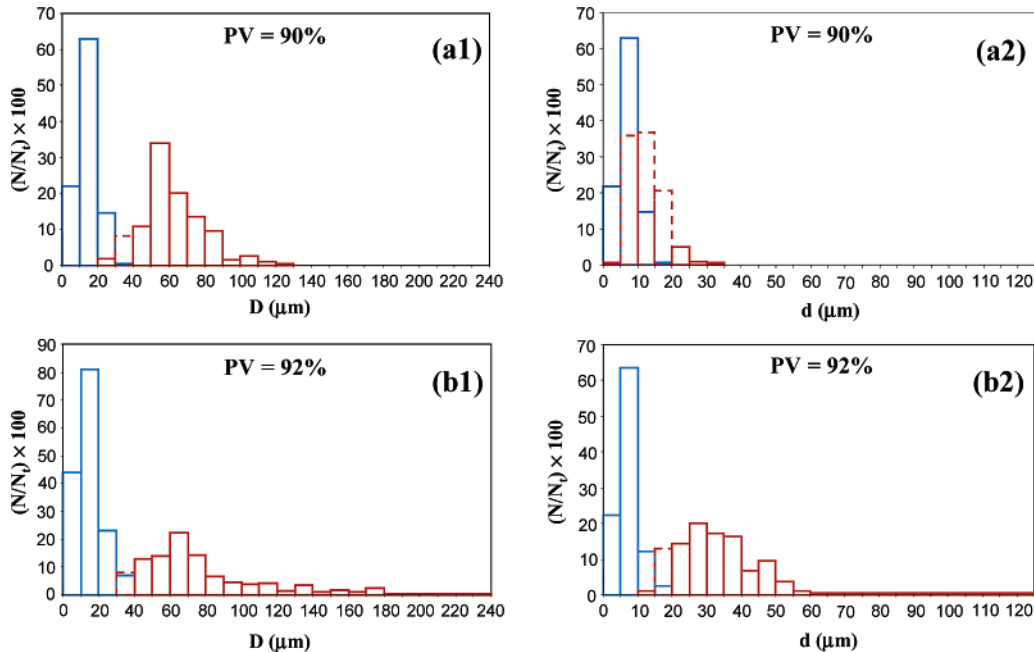 70 60 50 40 30 20 10 0
(N/Nt) × 100
PV = 90%
(a1)
0 20 40 60 80 100 120 140 160 180 200 220 240
D (μm)
70 60 50 40 30 20 10 0
(N/Nt) × 100
PV = 90%
(a2)
0 10 20 30 40 50 60 70 80 90 100 110 120
d (μm)
90 80 70 60 50 40 30 20 10 0
(N/Nt) × 100
PV = 92%
(b1)
0 20 40 60 80 100 120 140 160 180 200 220 240
D (μm)
70 60 50 40 30 20 10 0
(N/Nt) × 100
PV = 92%
(b2)
0 10 20 30 40 50 60 70 80 90 100 110 120
d (μm)